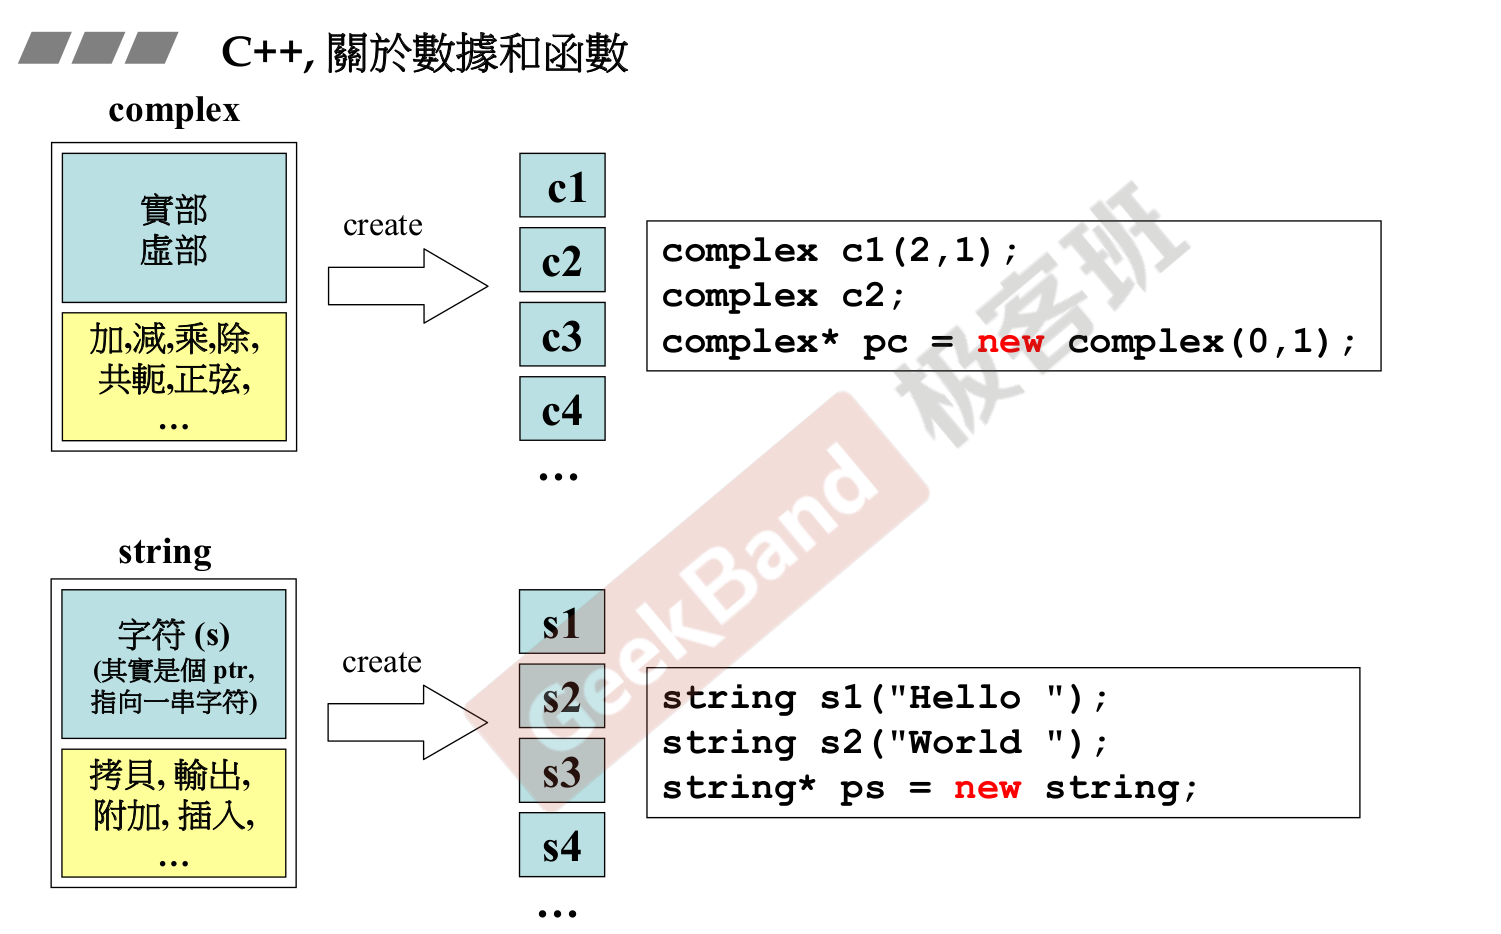 C++, 關於數據和函數
complex
實部
虛部
加,減,乘,除,
共軛,正弦,
...
create
c1
c2
c3
c4
...
complex c1(2,1);
complex c2;
complex* pc = new complex(0,1);
string
字符 (s)
(其實是個 ptr,
指向一串字符)
拷貝, 輸出,
附加, 插入,
...
create
s1
s2
s3
s4
...
string s1("Hello ");
string s2("World ");
string* ps = new string;
GeekBand 极客班